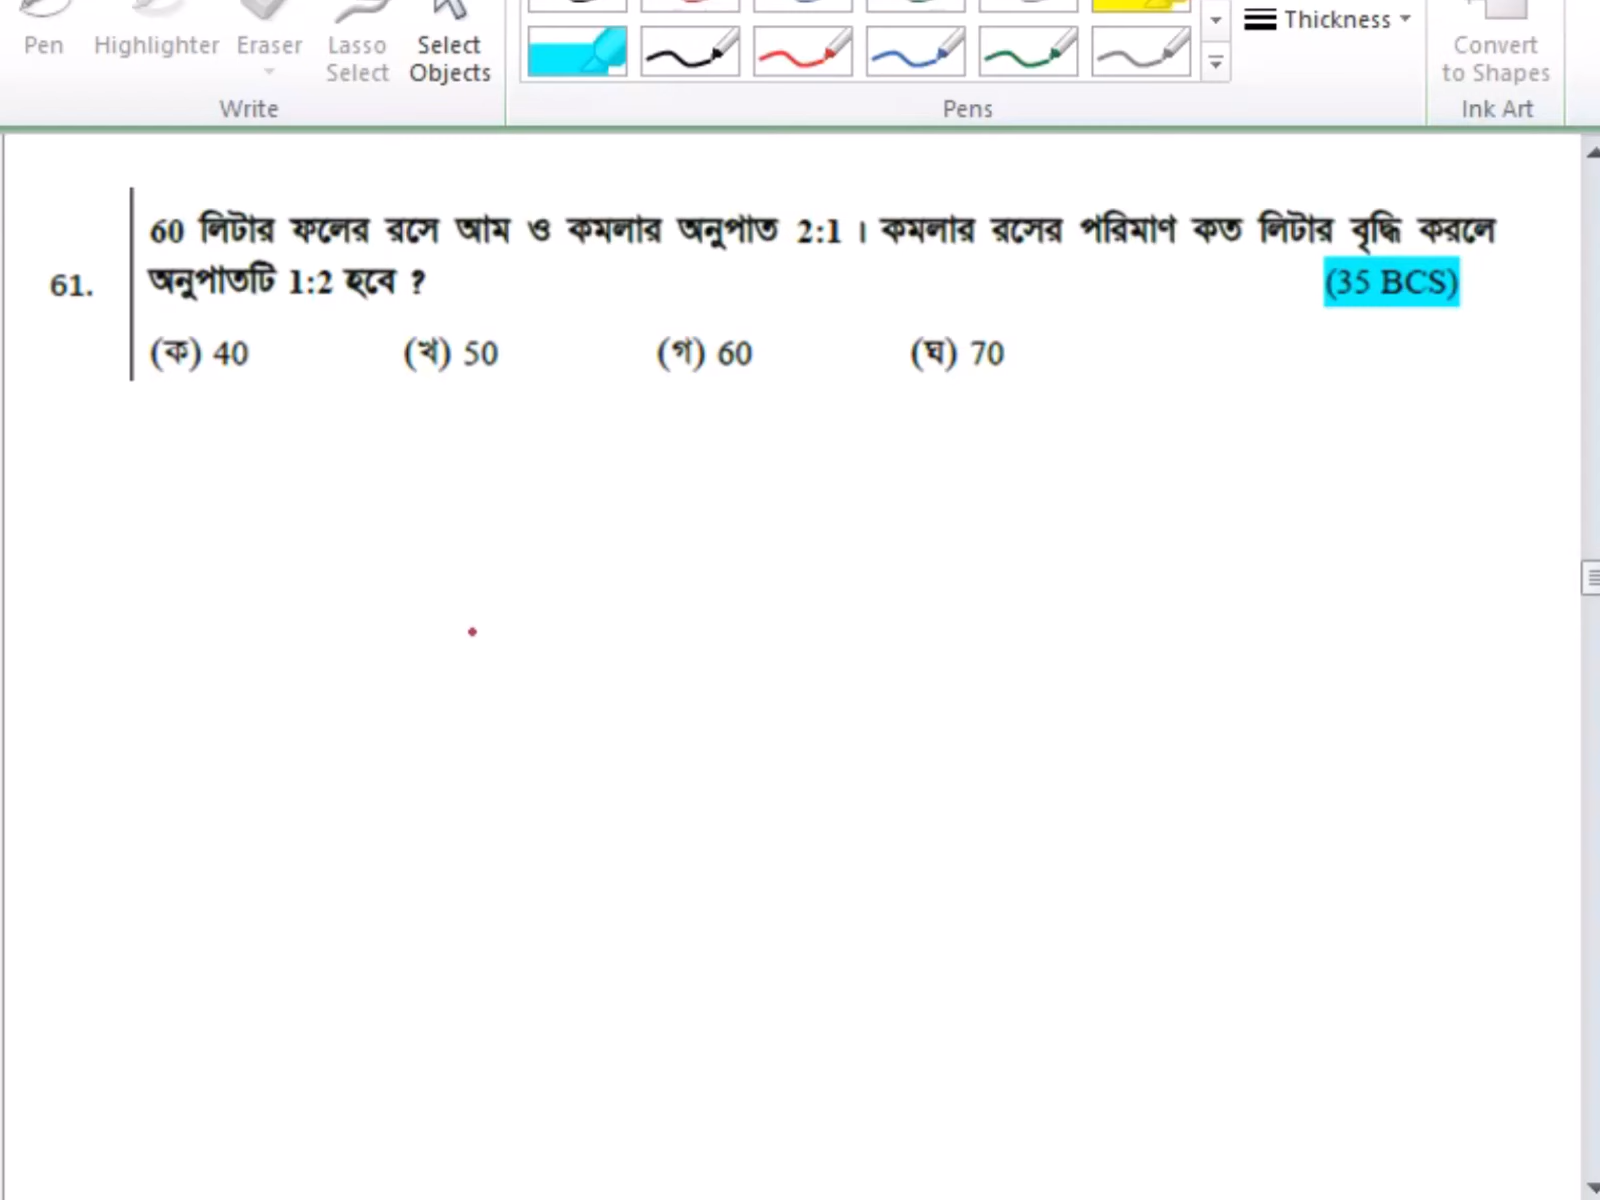 Pen Highlighter Eraser Lasso Select Select Objects Thickness Convert to Shapes
Write Pens Ink Art
60 লিটার ফলের রসে আম ও কমলার অনুপাত 2:1 । কমলার রসের পরিমাণ কত লিটার বৃদ্ধি করলে
61. অনুপাতটি 1:2 হবে ? (35 BCS)
(ক) 40 (খ) 50 (গ) 60 (ঘ) 70